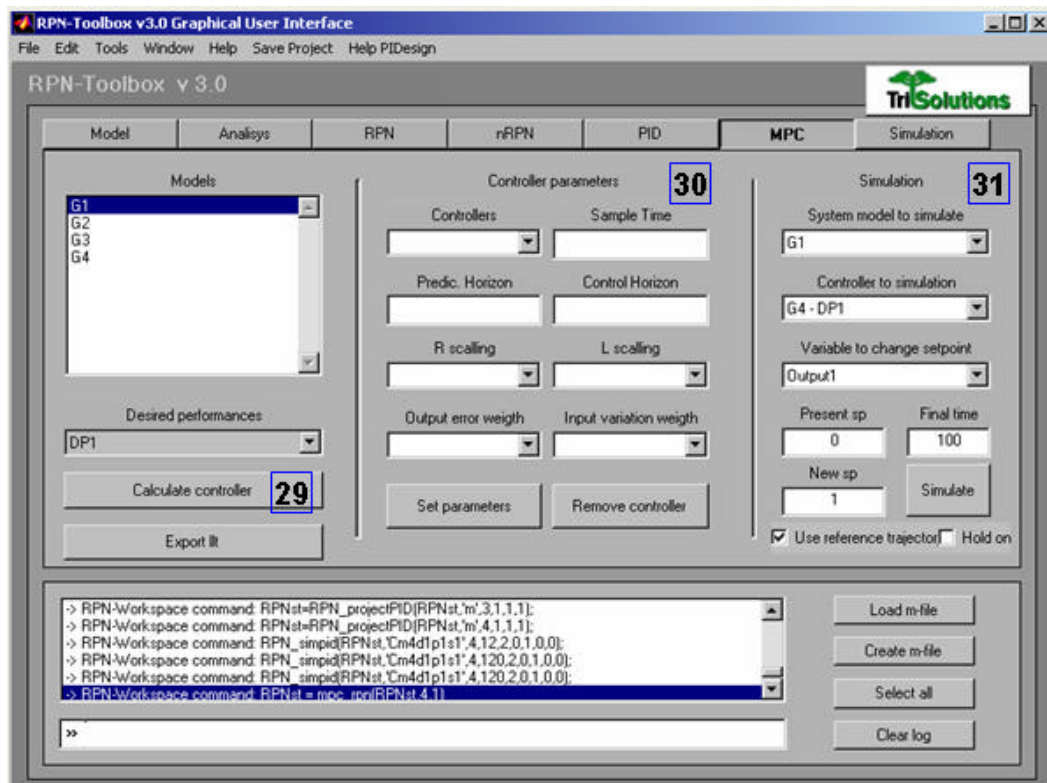 RPN-Toolbox v3.0 Graphical User Interface
File Edit Tools Window Help Save Project Help PIDesign
RPN-Toolbox v 3.0
TriSolutions
Model Analisys RPN nRPN PID MPC Simulation
Models
G1
G2
G3
G4
Desired performances
DP1
Calculate controller 29
Export llt
Controller parameters 30
Controllers Sample Time
Predic. Horizon Control Horizon
R scalling L scalling
Output error weigth Input variation weigth
Set parameters Remove controller
Simulation 31
System model to simulate
G1
Controller to simulation
G4 - DP1
Variable to change setpoint
Output1
Present sp Final time
0 100
New sp
1 Simulate
Use reference trajector Hold on
-> RPN-Workspace command: RPNst=RPN_projectPID(RPNst,'m',3,1,1,1);
-> RPN-Workspace command: RPNst=RPN_projectPID(RPNst,'m',4,1,1,1);
-> RPN-Workspace command: RPN_simpid(RPNst,'Cm4d1p1s1',4,12,2,0,1,0,0);
-> RPN-Workspace command: RPN_simpid(RPNst,'Cm4d1p1s1',4,120,2,0,1,0,0);
-> RPN-Workspace command: RPN_simpid(RPNst,'Cm4d1p1s1',4,120,2,0,1,0,0);
-> RPN-Workspace command: RPNst = mpc_rpn(RPNst,4,1)
>>
Load m-file
Create m-file
Select all
Clear log